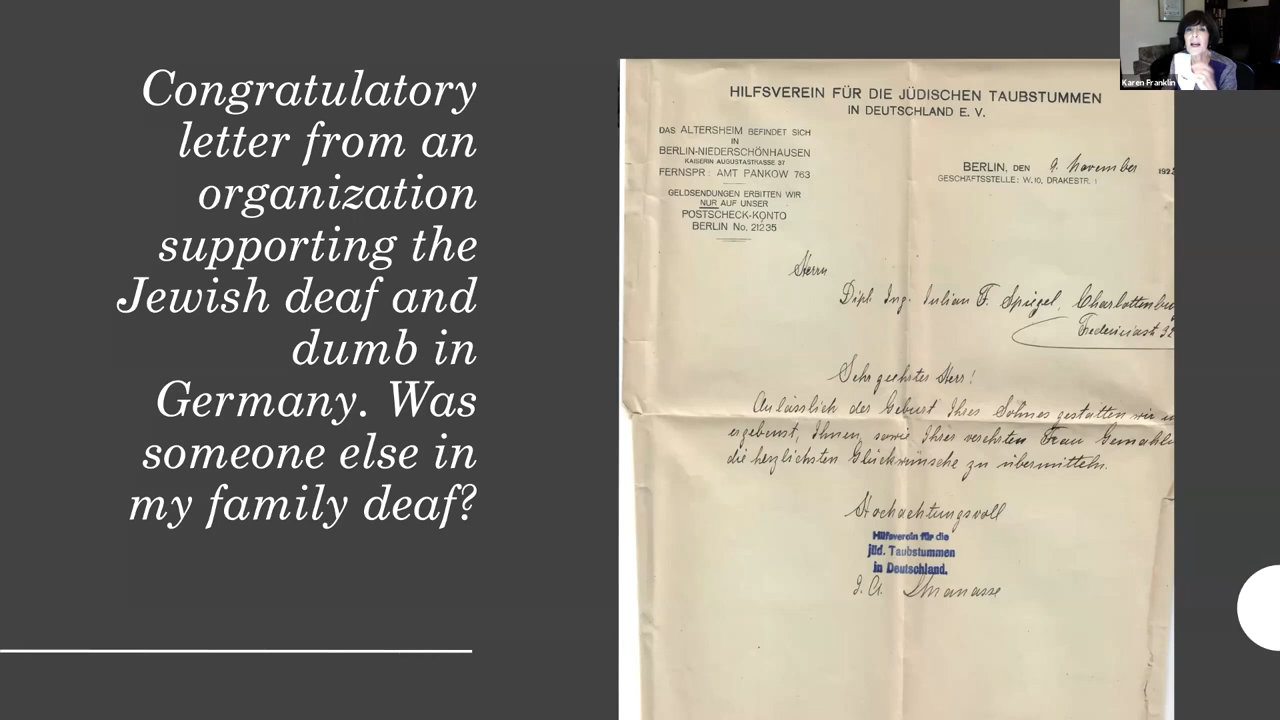 Congratulatory
letter from an
organization
supporting the
Jewish deaf and
dumb in
Germany. Was
someone else in
my family deaf?
Karen Franklin
HILFSVEREIN FÜR DIE JÜDISCHEN TAUBSTUMMEN
IN DEUTSCHLAND E. V.
DAS ALTERSHEIM BEFINDET SICH
IN
BERLIN-NIEDERSCHÖNHAUSEN
KAISERIN AUGUSTASTRASSE 37
FERNSPR: AMT PANKOW 763
GELDSENDUNGEN ERBITTEN WIR
NUR AUF UNSER
POSTSCHECK-KONTO
BERLIN No. 21235
BERLIN, DEN 9. November
GESCHÄFTSSTELLE: W. 10, DRAKESTR. 1
Herrn
Dipl. Ing. Julian F. Spiegel, Charlottenbu
Sehr geehrter Herr!
Anlässlich der Geburt Ihres Sohnes gestatten wir
ergebenst, Ihnen, sowie Ihrer verehrten Frau Gemahli
die herzlichsten Glückwünsche zu übermitteln.
Hochachtungsvoll
Hilfsverein für die
jüd. Taubstummen
in Deutschland.
Manasse